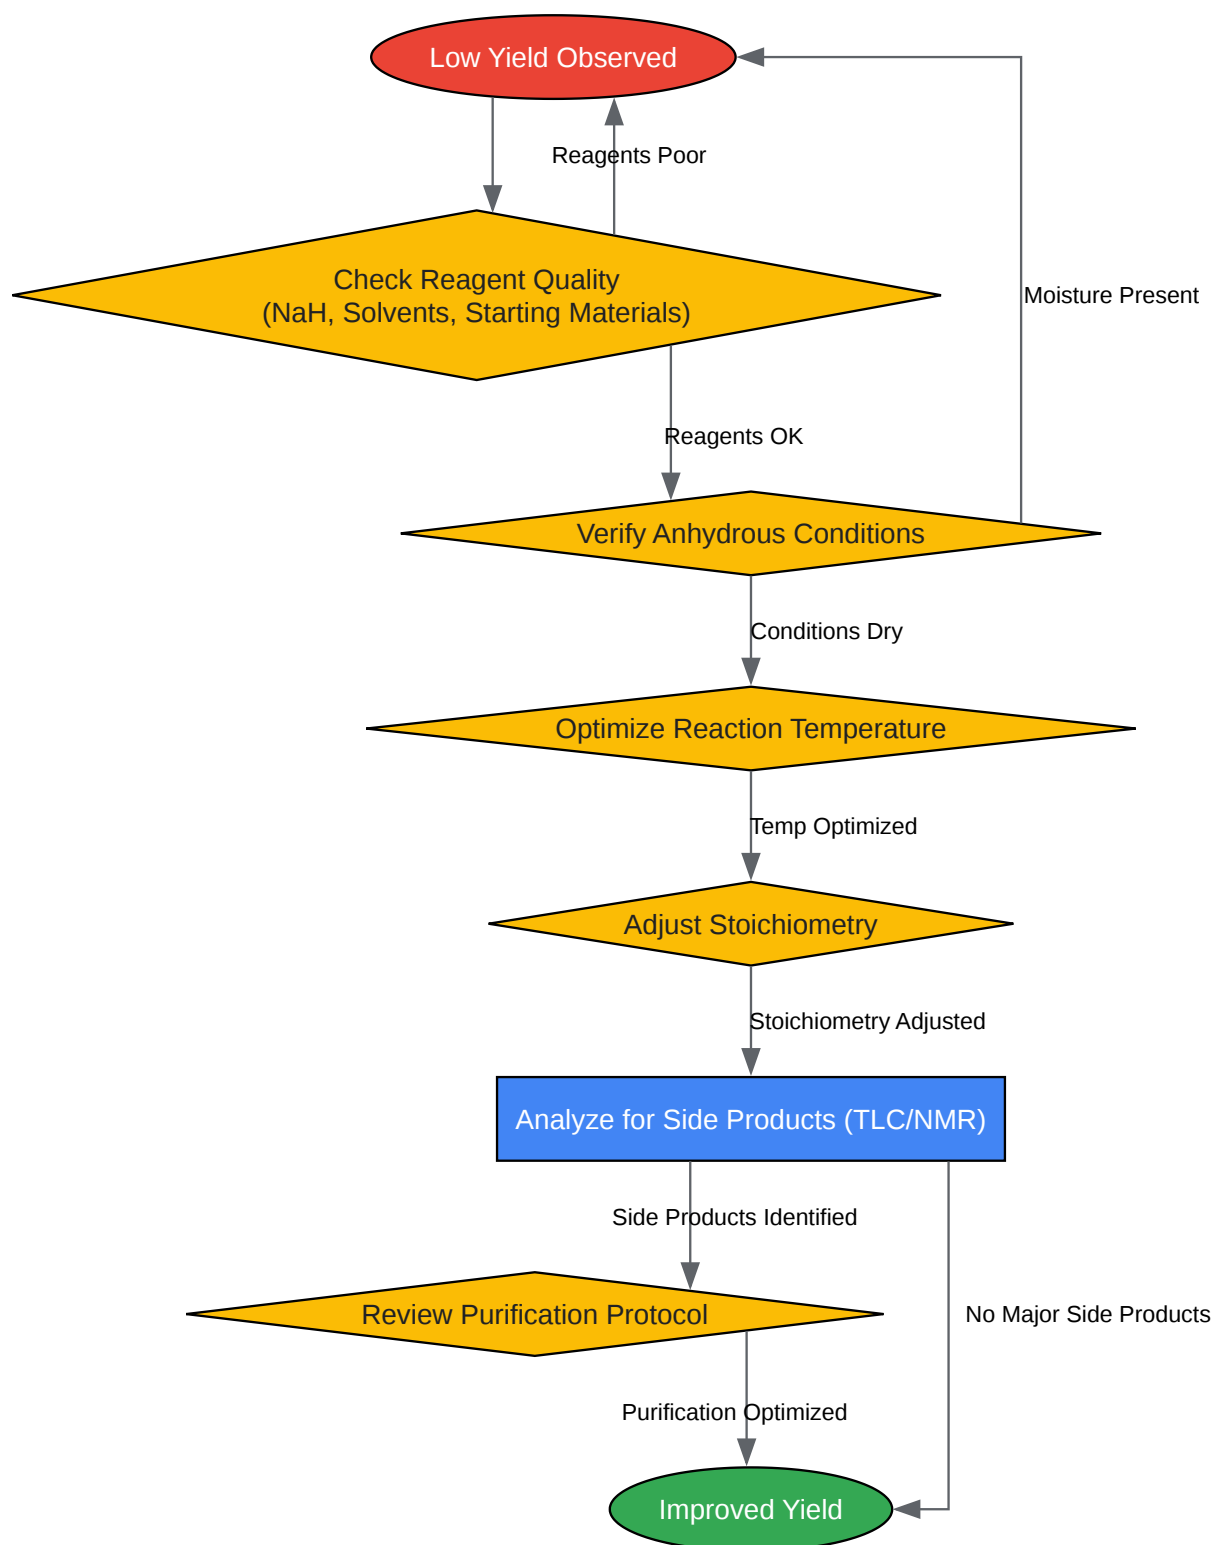 Low Yield Observed
Reagents Poor
Check Reagent Quality
(NaH, Solvents, Starting Materials)
Moisture Present
Reagents OK
Verify Anhydrous Conditions
Conditions Dry
Optimize Reaction Temperature
Temp Optimized
Adjust Stoichiometry
Stoichiometry Adjusted
Analyze for Side Products (TLC/NMR)
Side Products Identified
Review Purification Protocol
No Major Side Products
Purification Optimized
Improved Yield